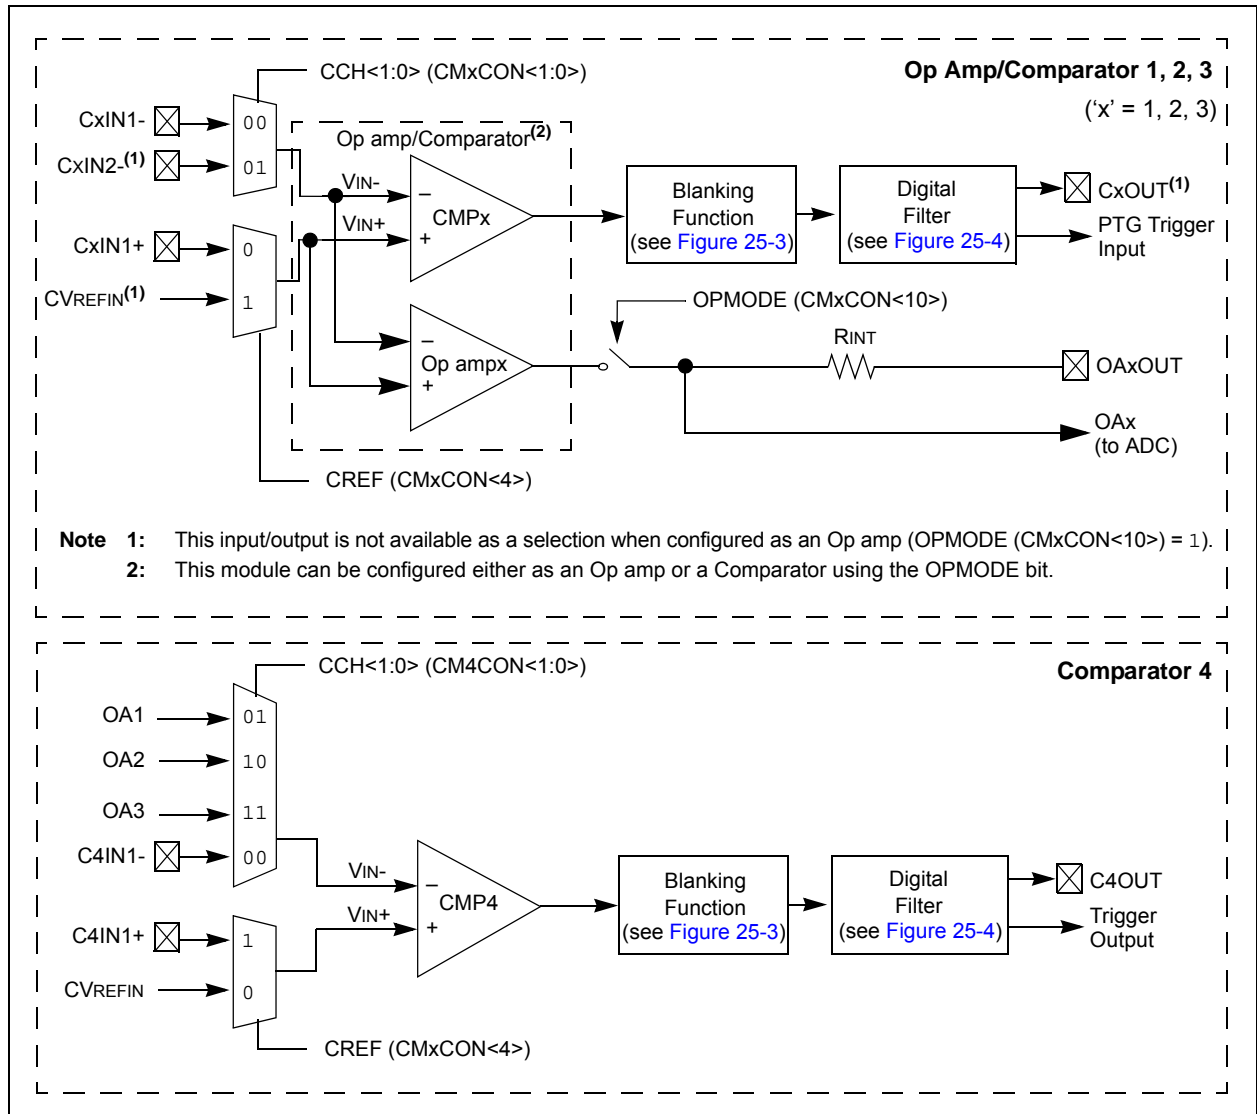 CCH<1:0> (CMxCON<1:0>)
Op Amp/Comparator 1, 2, 3
('x' = 1, 2, 3)
CxIN1-
00
Op amp/Comparator(2)
CxIN2-(1)
01
VIN-
–
CMPx
Blanking
Function
(see Figure 25-3)
Digital
Filter
(see Figure 25-4)
CxOUT(1)
PTG Trigger
Input
VIN+
+
CxIN1+
0
CVREFIN(1)
1
OPMODE (CMxCON<10>)
–
Op ampx
+
RINT
OAxOUT
OAx
(to ADC)
CREF (CMxCON<4>)
Note 1: This input/output is not available as a selection when configured as an Op amp (OPMODE (CMxCON<10>) = 1).
2: This module can be configured either as an Op amp or a Comparator using the OPMODE bit.
CCH<1:0> (CM4CON<1:0>)
Comparator 4
OA1
01
OA2
10
OA3
11
C4IN1-
00
VIN-
–
CMP4
Blanking
Function
(see Figure 25-3)
Digital
Filter
(see Figure 25-4)
C4OUT
Trigger
Output
VIN+
+
C4IN1+
1
CVREFIN
0
CREF (CMxCON<4>)